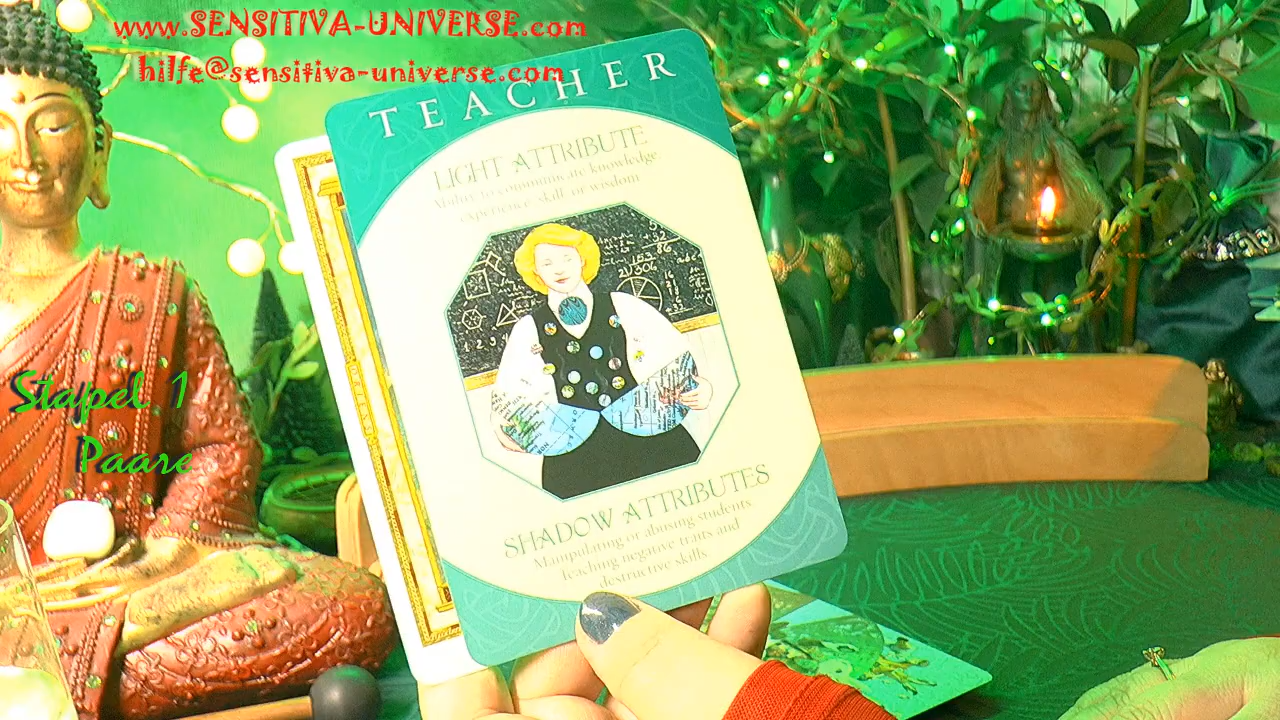 www.SENSITIVA-UNIVERSE.com
hilfe@sensitiva-universe.com
TEACHER
LIGHT ATTRIBUTE
Ability to communicate knowledge,
experience, skill, or wisdom
Stapel 1
Paare
SHADOW ATTRIBUTES
Manipulating or abusing students
Teaching negative traits and
destructive skills